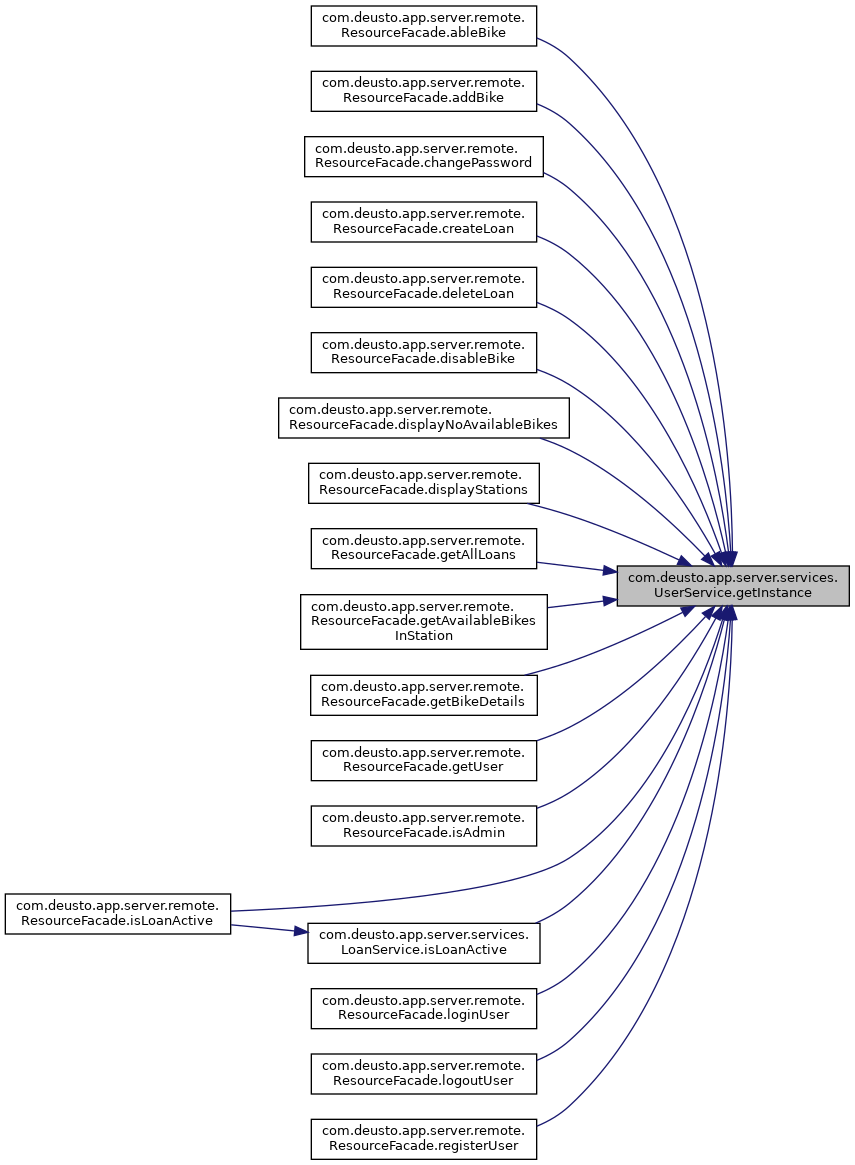 com.deusto.app.server.remote.
ResourceFacade.ableBike
com.deusto.app.server.remote.
ResourceFacade.addBike
com.deusto.app.server.remote.
ResourceFacade.changePassword
com.deusto.app.server.remote.
ResourceFacade.createLoan
com.deusto.app.server.remote.
ResourceFacade.deleteLoan
com.deusto.app.server.remote.
ResourceFacade.disableBike
com.deusto.app.server.remote.
ResourceFacade.displayNoAvailableBikes
com.deusto.app.server.remote.
ResourceFacade.displayStations
com.deusto.app.server.remote.
ResourceFacade.getAllLoans
com.deusto.app.server.services.
UserService.getInstance
com.deusto.app.server.remote.
ResourceFacade.getAvailableBikes
InStation
com.deusto.app.server.remote.
ResourceFacade.getBikeDetails
com.deusto.app.server.remote.
ResourceFacade.getUser
com.deusto.app.server.remote.
ResourceFacade.isAdmin
com.deusto.app.server.remote.
ResourceFacade.isLoanActive
com.deusto.app.server.services.
LoanService.isLoanActive
com.deusto.app.server.remote.
ResourceFacade.loginUser
com.deusto.app.server.remote.
ResourceFacade.logoutUser
com.deusto.app.server.remote.
ResourceFacade.registerUser